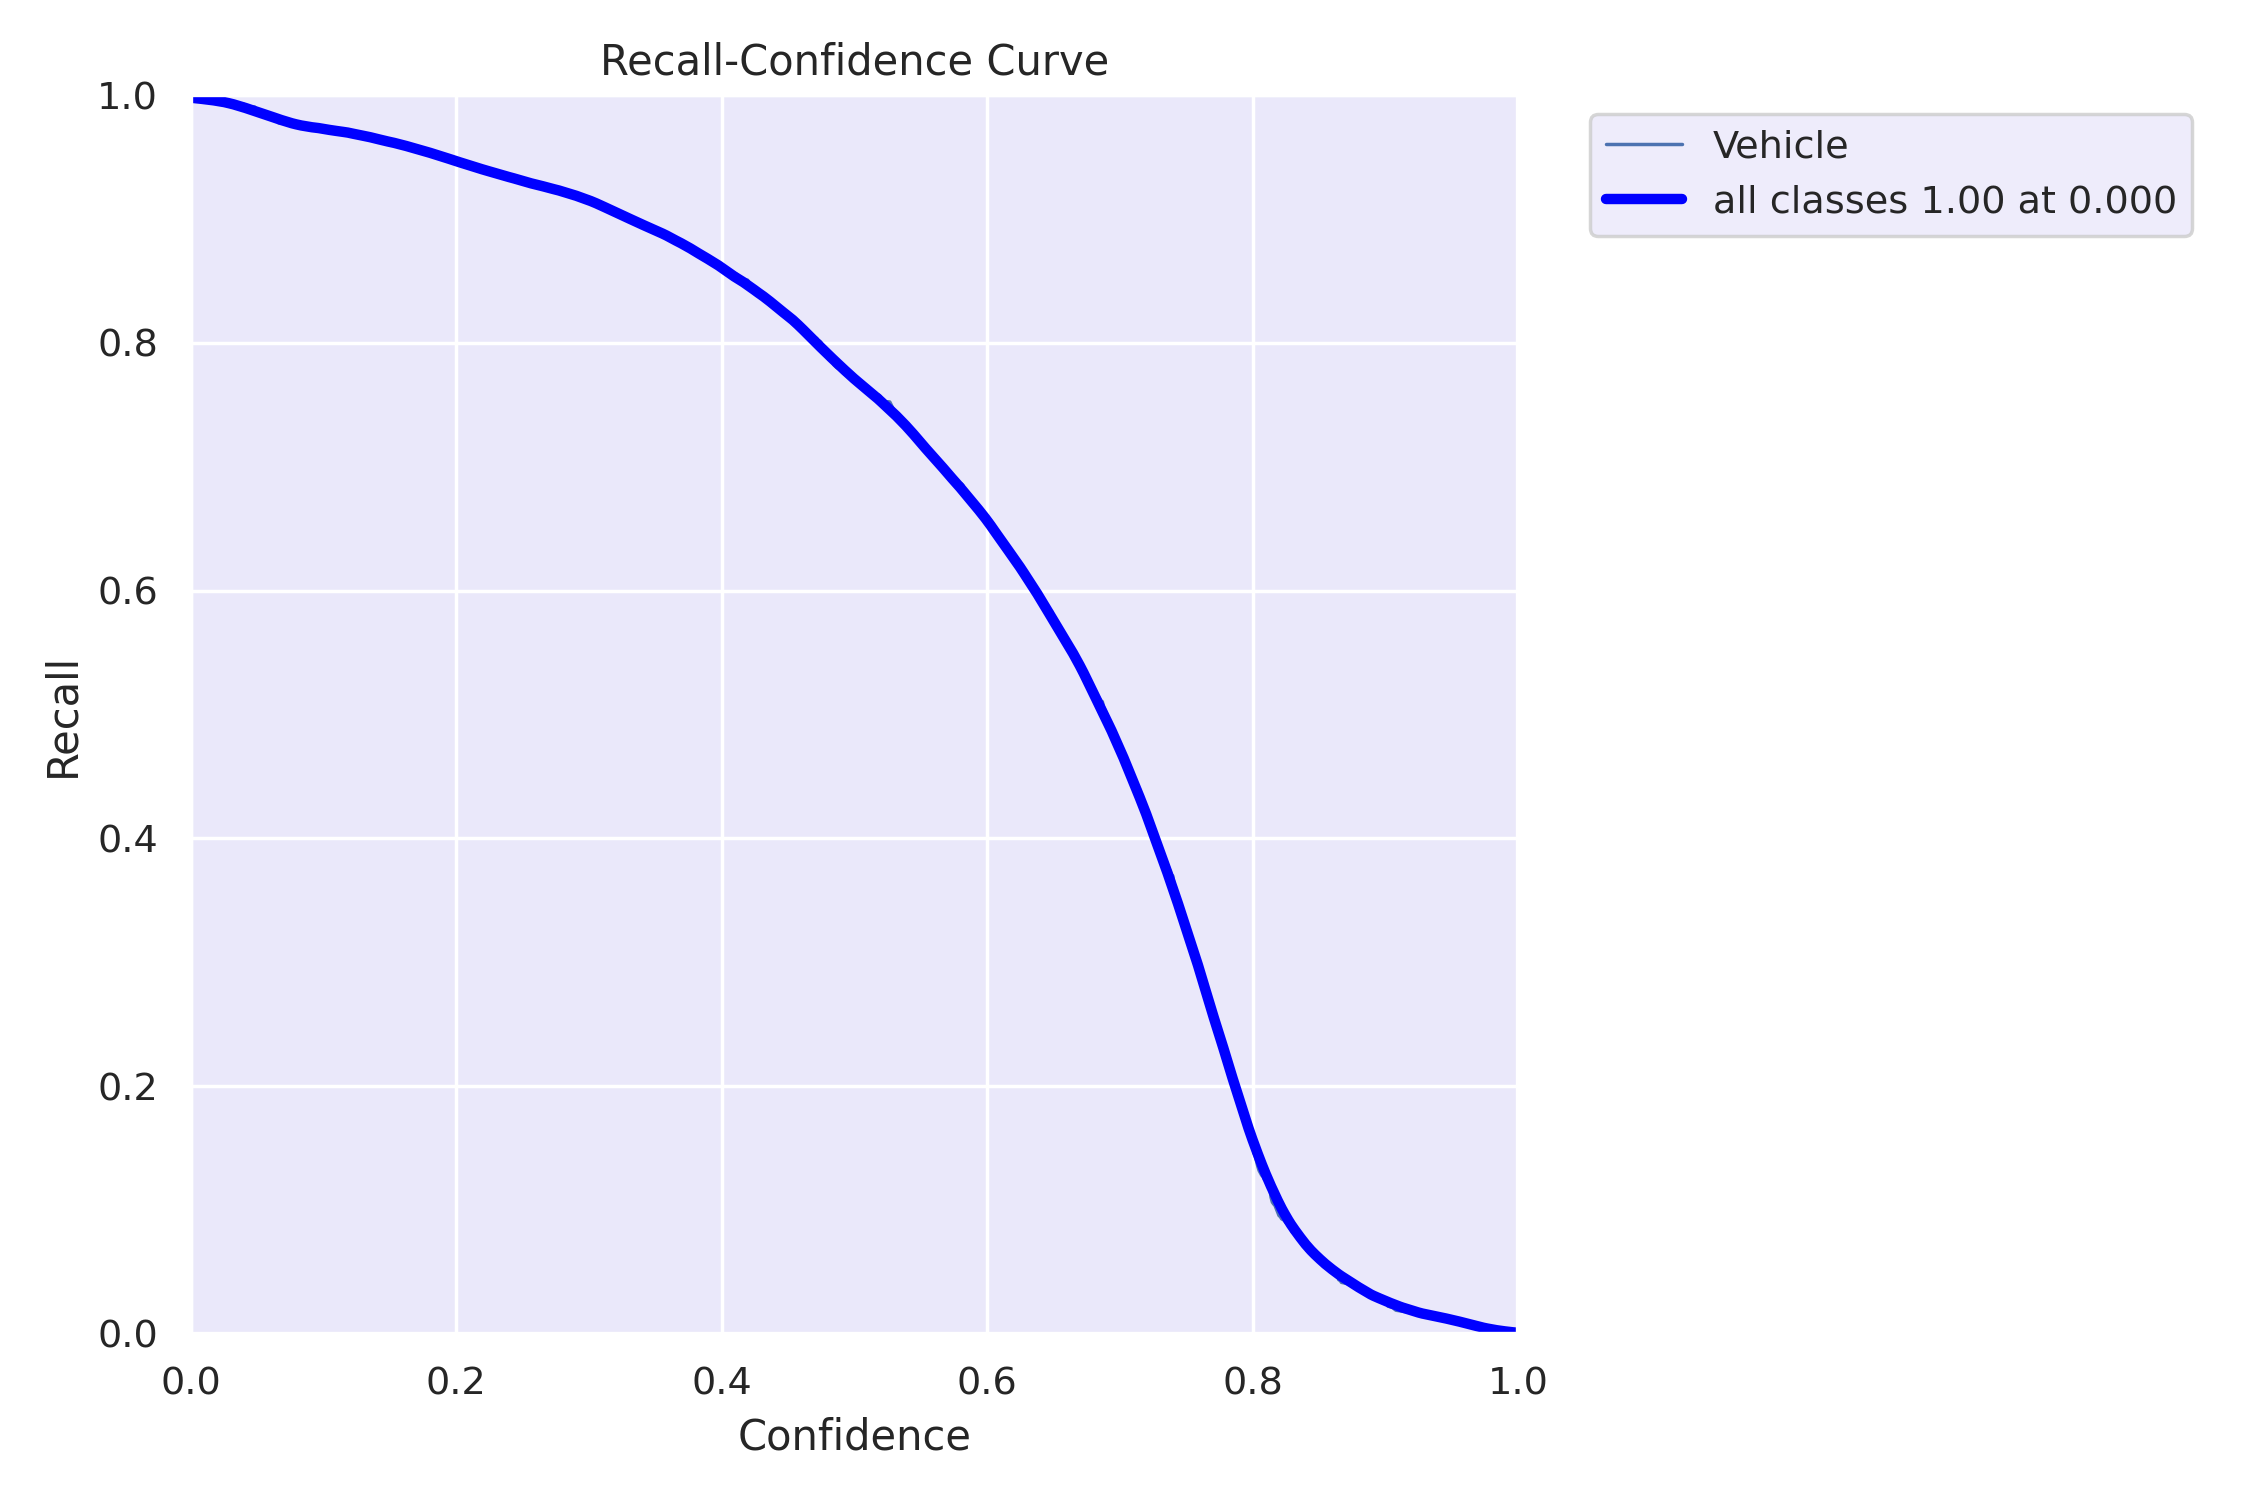 Recall-Confidence Curve
1.0
0.8
0.6
0.4
0.2
0.0
Recall
0.0 0.2 0.4 0.6 0.8 1.0
Confidence
Vehicle
all classes 1.00 at 0.000